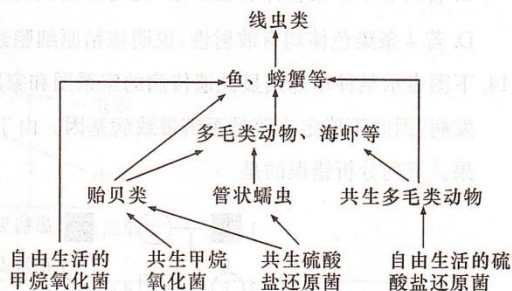 线虫类
鱼、螃蟹等
多毛类动物、海虾等
贻贝类 管状蠕虫 共生多毛类动物
自由生活的 共生甲烷 共生硫酸 自由生活的硫
甲烷氧化菌 氧化菌 盐还原菌 酸盐还原菌